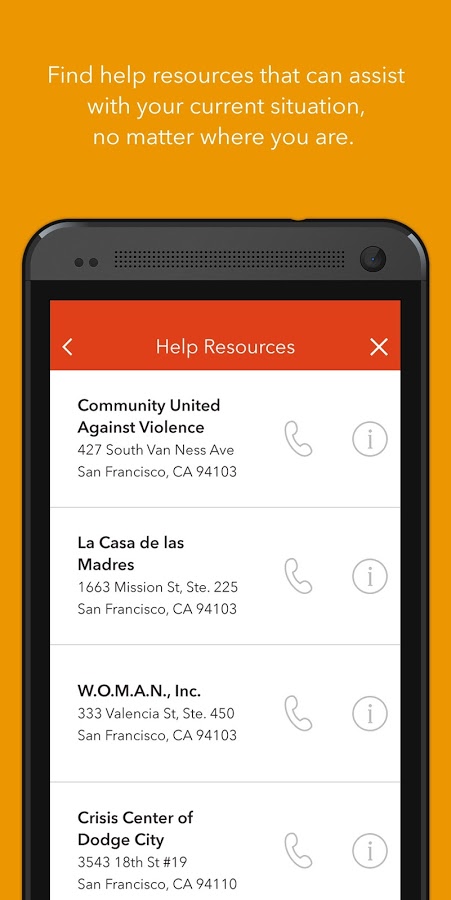 Find help resources that can assist
with your current situation,
no matter where you are.
Help Resources
Community United
Against Violence
427 South Van Ness Ave
San Francisco, CA 94103
La Casa de las
Madres
1663 Mission St, Ste. 225
San Francisco, CA 94103
W.O.M.A.N., Inc.
333 Valencia St, Ste. 450
San Francisco, CA 94103
Crisis Center of
Dodge City
3543 18th St #19
San Francisco, CA 94110